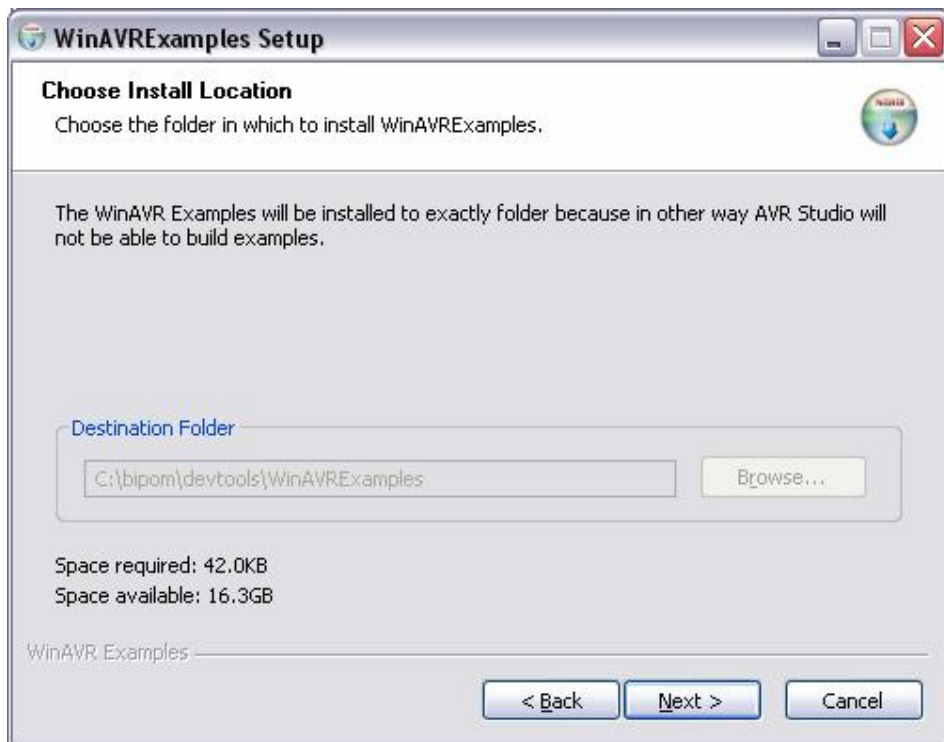 WinAVRExamples Setup
Choose Install Location
Choose the folder in which to install WinAVRExamples.
The WinAVR Examples will be installed to exactly folder because in other way AVR Studio will
not be able to build examples.
Destination Folder
C:\bipom\devtools\WinAVRExamples
Browse...
Space required: 42.0KB
Space available: 16.3GB
WinAVR Examples
< Back
Next >
Cancel